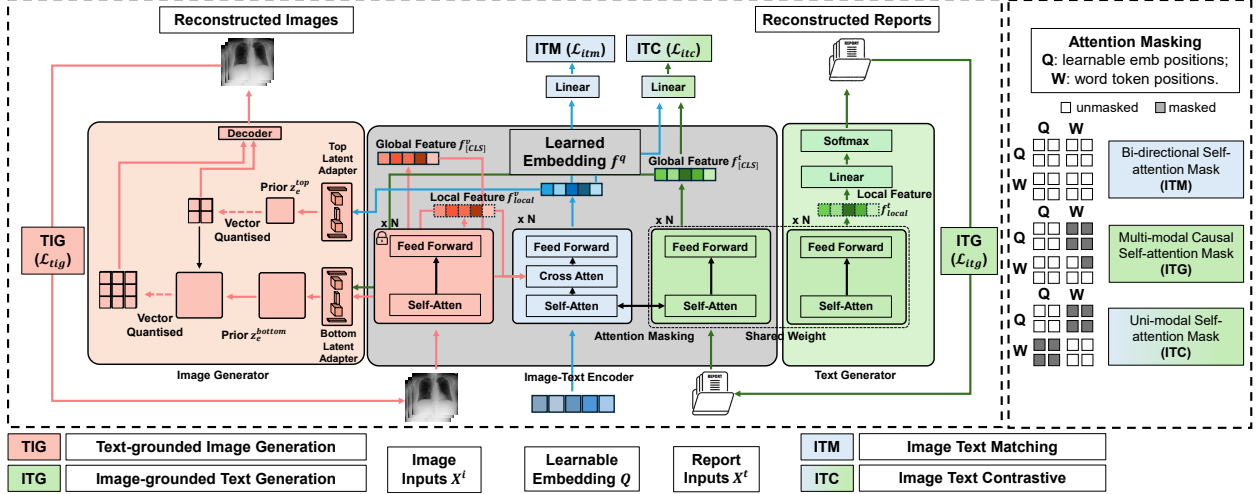 Reconstructed Images
Reconstructed Reports
ITM (ℒ_itm)
ITC (ℒ_itc)
Linear
Linear
REPORT
Decoder
Top
Latent
Adapter
Prior z_e^top
Vector
Quantised
Vector
Quantised
Prior z_e^bottom
Bottom
Latent
Adapter
Image Generator
TIG
(ℒ_tig)
Global Feature f^v_[CLS]
Learned
Embedding f^q
Global Feature f^t_[CLS]
Local Feature f^v_local
x N
x N
x N
x N
Feed Forward
Self-Atten
Feed Forward
Cross Atten
Self-Atten
Feed Forward
Self-Atten
Feed Forward
Self-Atten
Attention Masking
Shared Weight
Image-Text Encoder
Softmax
Linear
Local Feature
f^t_local
Text Generator
ITG
(ℒ_itg)
REPORT
Attention Masking
Q: learnable emb positions;
W: word token positions.
unmasked
masked
Q W
Q
W
Bi-directional Self-
attention Mask
(ITM)
Q W
Q
W
Multi-modal Causal
Self-attention Mask
(ITG)
Q W
Q
W
Uni-modal Self-
attention Mask
(ITC)
TIG
Text-grounded Image Generation
ITG
Image-grounded Text Generation
Image
Inputs X^i
Learnable
Embedding Q
Report
Inputs X^t
ITM
Image Text Matching
ITC
Image Text Contrastive